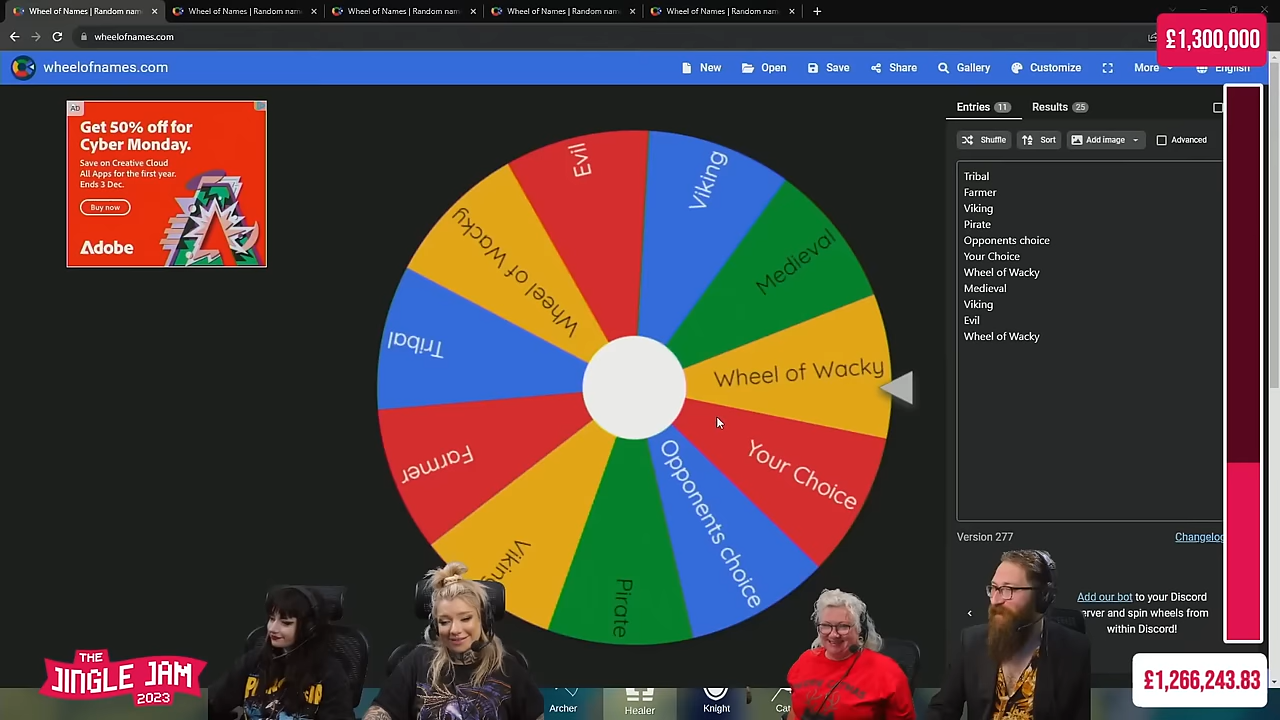 Wheel of Names | Random nam
Wheel of Names | Random nam
Wheel of Names | Random nam
Wheel of Names | Random nam
Wheel of Names | Random nam
wheelofnames.com
£1,300,000
wheelofnames.com
New
Open
Save
Share
Gallery
Customize
More
English
AD
Get 50% off for
Cyber Monday.
Save on Creative Cloud
All Apps for the first year.
Ends 3 Dec.
Buy now
Adobe
Evil
Viking
Medieval
Wheel of Wacky
Your Choice
Opponents choice
Pirate
Viking
Farmer
Tribal
Wheel of Wacky
Entries 11
Results 25
Shuffle
Sort
Add image
Advanced
Tribal
Farmer
Viking
Pirate
Opponents choice
Your Choice
Wheel of Wacky
Medieval
Viking
Evil
Wheel of Wacky
Version 277
Changelog
Add our bot to your Discord
erver and spin wheels from
within Discord!
THE
JINGLE JAM
2023
Archer
Healer
Knight
Cat
£1,266,243.83